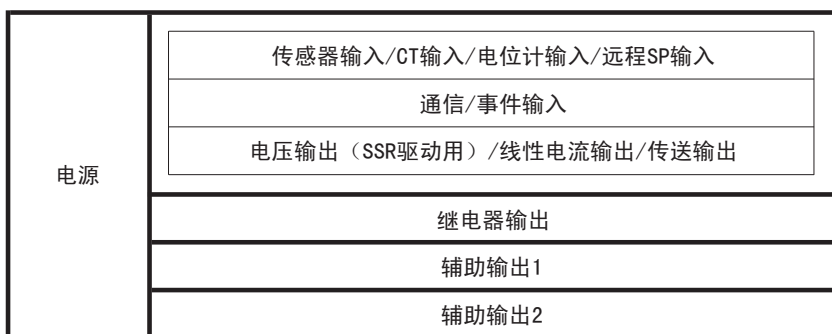 传感器输入/CT输入/电位计输入/远程SP输入
通信/事件输入
电压输出（SSR驱动用）/线性电流输出/传送输出
电源
继电器输出
辅助输出1
辅助输出2